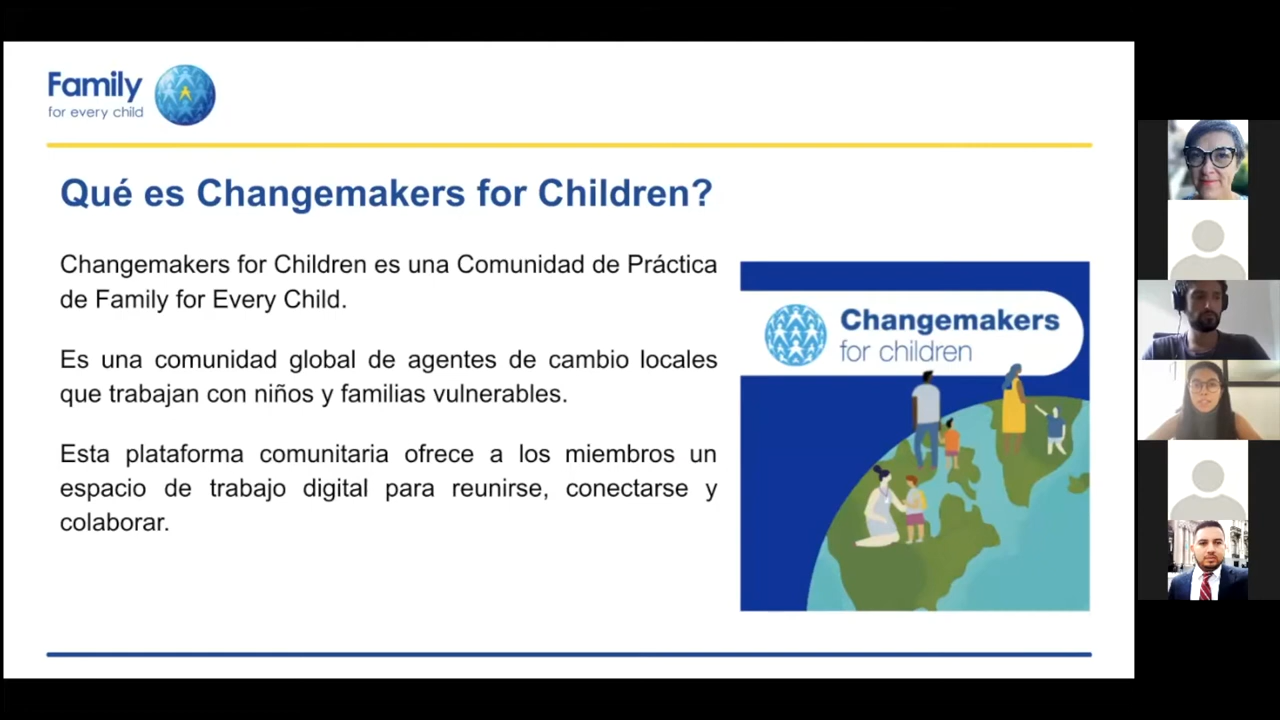 Family
for every child
Qué es Changemakers for Children?
Changemakers for Children es una Comunidad de Práctica
de Family for Every Child.
Es una comunidad global de agentes de cambio locales
que trabajan con niños y familias vulnerables.
Esta plataforma comunitaria ofrece a los miembros un
espacio de trabajo digital para reunirse, conectarse y
colaborar.
Changemakers
for children